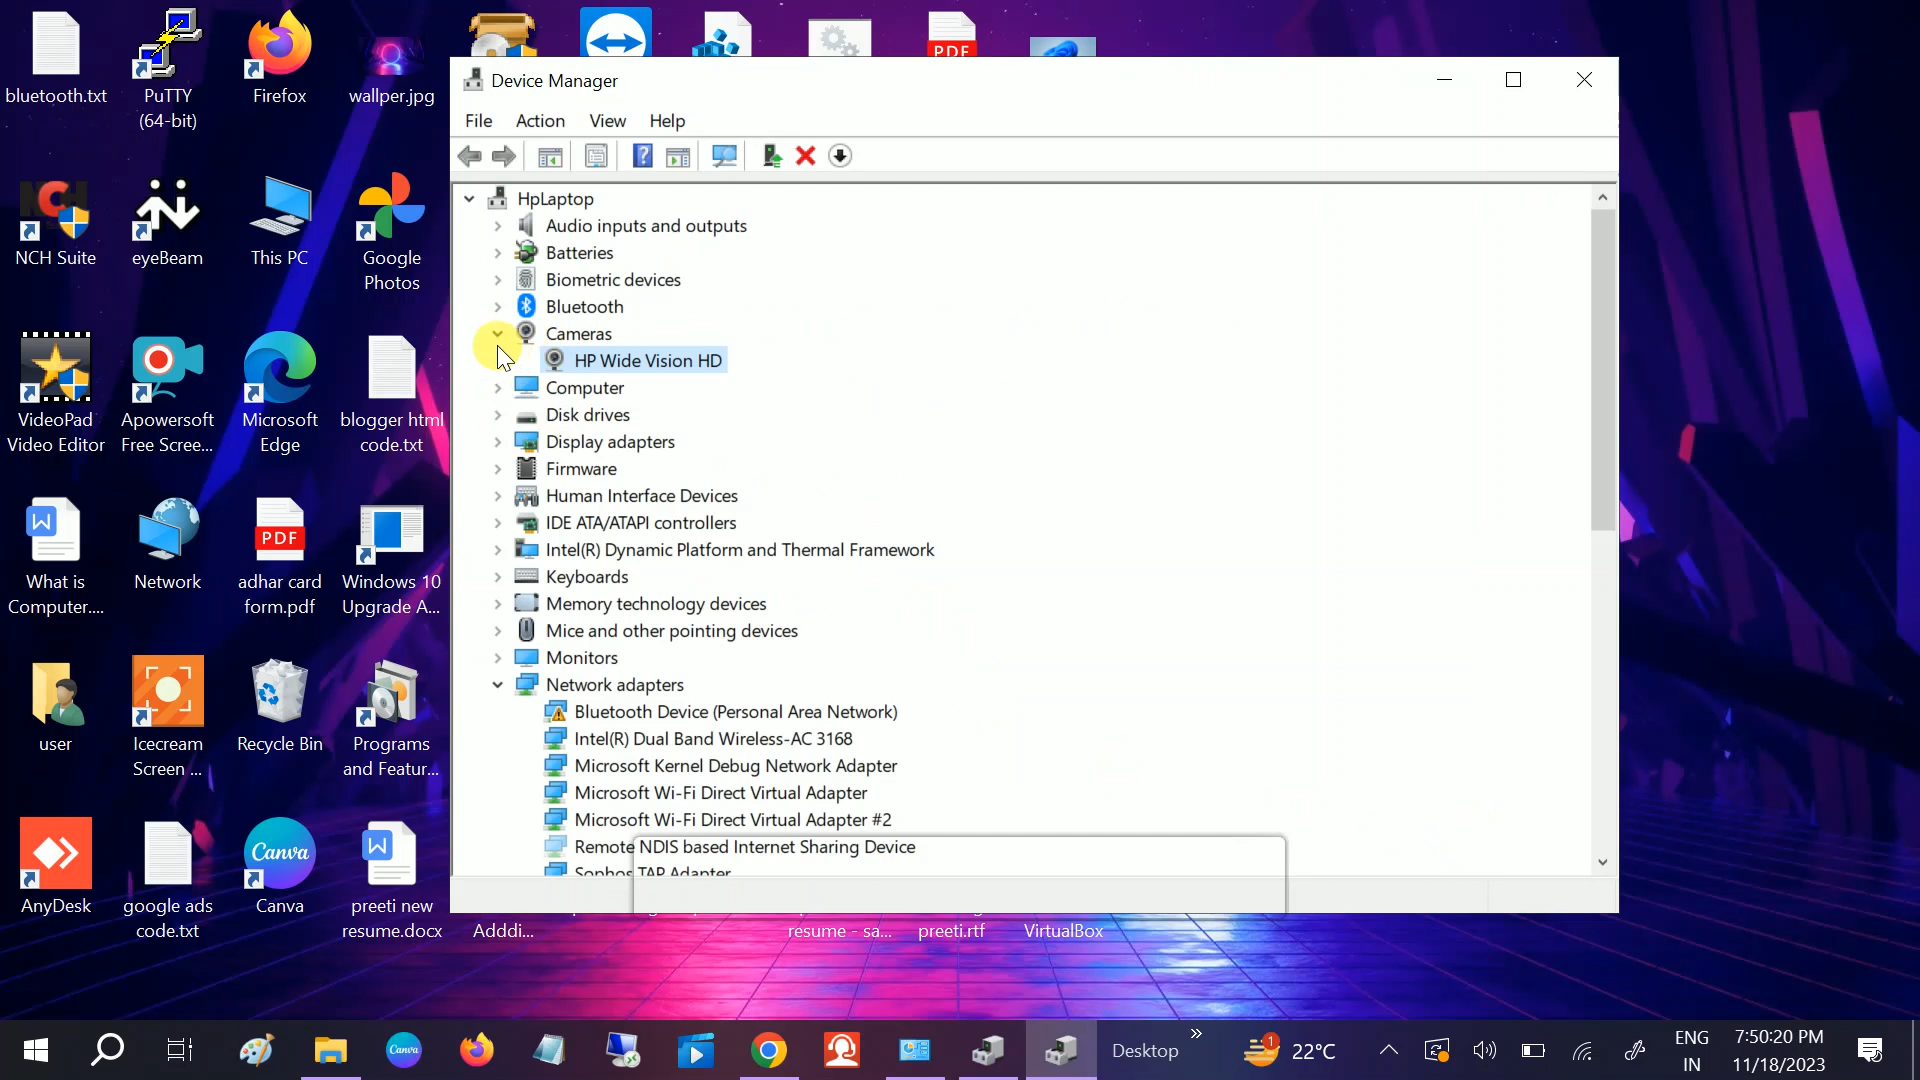 bluetooth.txt
PuTTY
(64-bit)
Firefox
wallper.jpg
PDF
NCH Suite
eyeBeam
This PC
Google
Photos
VideoPad
Video Editor
Apowersoft
Free Scree...
Microsoft
Edge
blogger html
code.txt
What is
Computer....
Network
PDF
adhar card
form.pdf
Windows 10
Upgrade A...
user
Icecream
Screen ...
Recycle Bin
Programs
and Featur...
AnyDesk
google ads
code.txt
Canva
Canva
preeti new
resume.docx
Adddi...
resume - sa...
preeti.rtf
VirtualBox
Device Manager
File Action View Help
HpLaptop
Audio inputs and outputs
Batteries
Biometric devices
Bluetooth
Cameras
HP Wide Vision HD
Computer
Disk drives
Display adapters
Firmware
Human Interface Devices
IDE ATA/ATAPI controllers
Intel(R) Dynamic Platform and Thermal Framework
Keyboards
Memory technology devices
Mice and other pointing devices
Monitors
Network adapters
Bluetooth Device (Personal Area Network)
Intel(R) Dual Band Wireless-AC 3168
Microsoft Kernel Debug Network Adapter
Microsoft Wi-Fi Direct Virtual Adapter
Microsoft Wi-Fi Direct Virtual Adapter #2
Remote NDIS based Internet Sharing Device
Sophos TAP Adapter
Canva
Desktop
1
22°C
ENG
IN
7:50:20 PM
11/18/2023